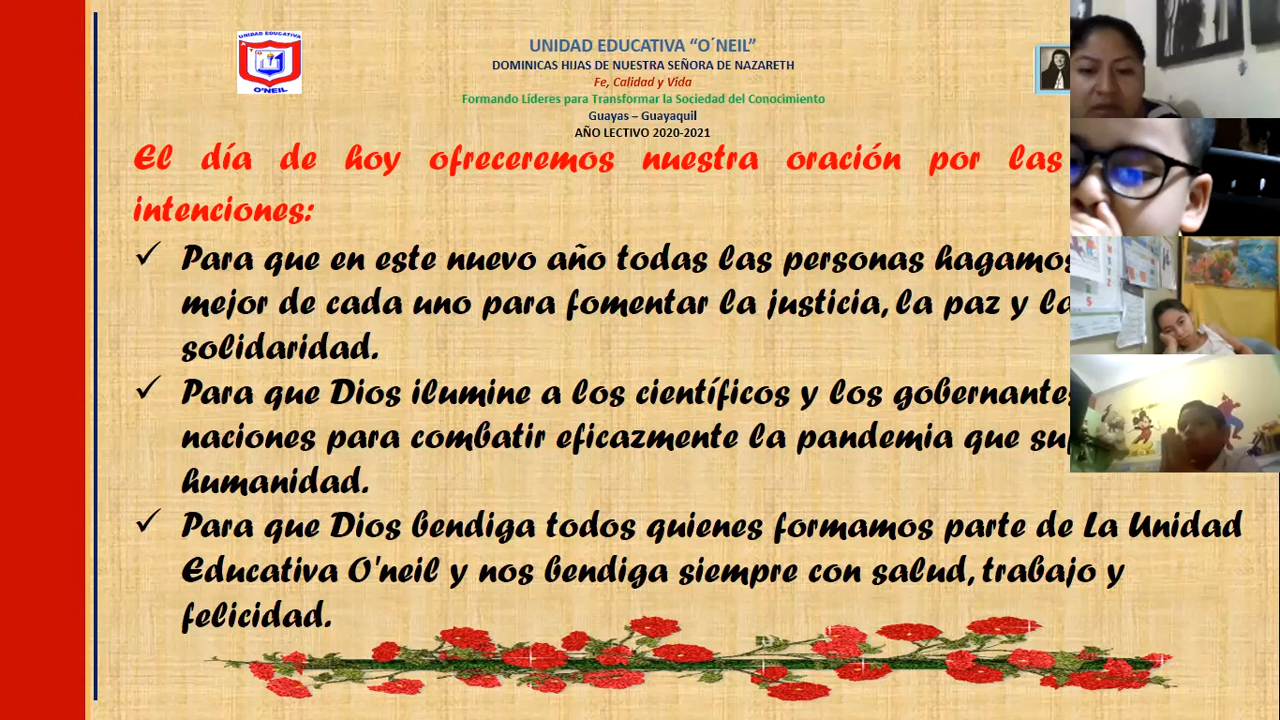 UNIDAD EDUCATIVA
O'NEIL
UNIDAD EDUCATIVA “O´NEIL”
DOMINICAS HIJAS DE NUESTRA SEÑORA DE NAZARETH
Fe, Calidad y Vida
Formando Líderes para Transformar la Sociedad del Conocimiento
Guayas – Guayaquil
AÑO LECTIVO 2020-2021
El día de hoy ofreceremos nuestra oración por las
intenciones:
✓ Para que en este nuevo año todas las personas hagamos
mejor de cada uno para fomentar la justicia, la paz y la
solidaridad.
✓ Para que Dios ilumine a los científicos y los gobernantes
naciones para combatir eficazmente la pandemia que
humanidad.
✓ Para que Dios bendiga todos quienes formamos parte de La Unidad
Educativa O'neil y nos bendiga siempre con salud, trabajo y
felicidad.